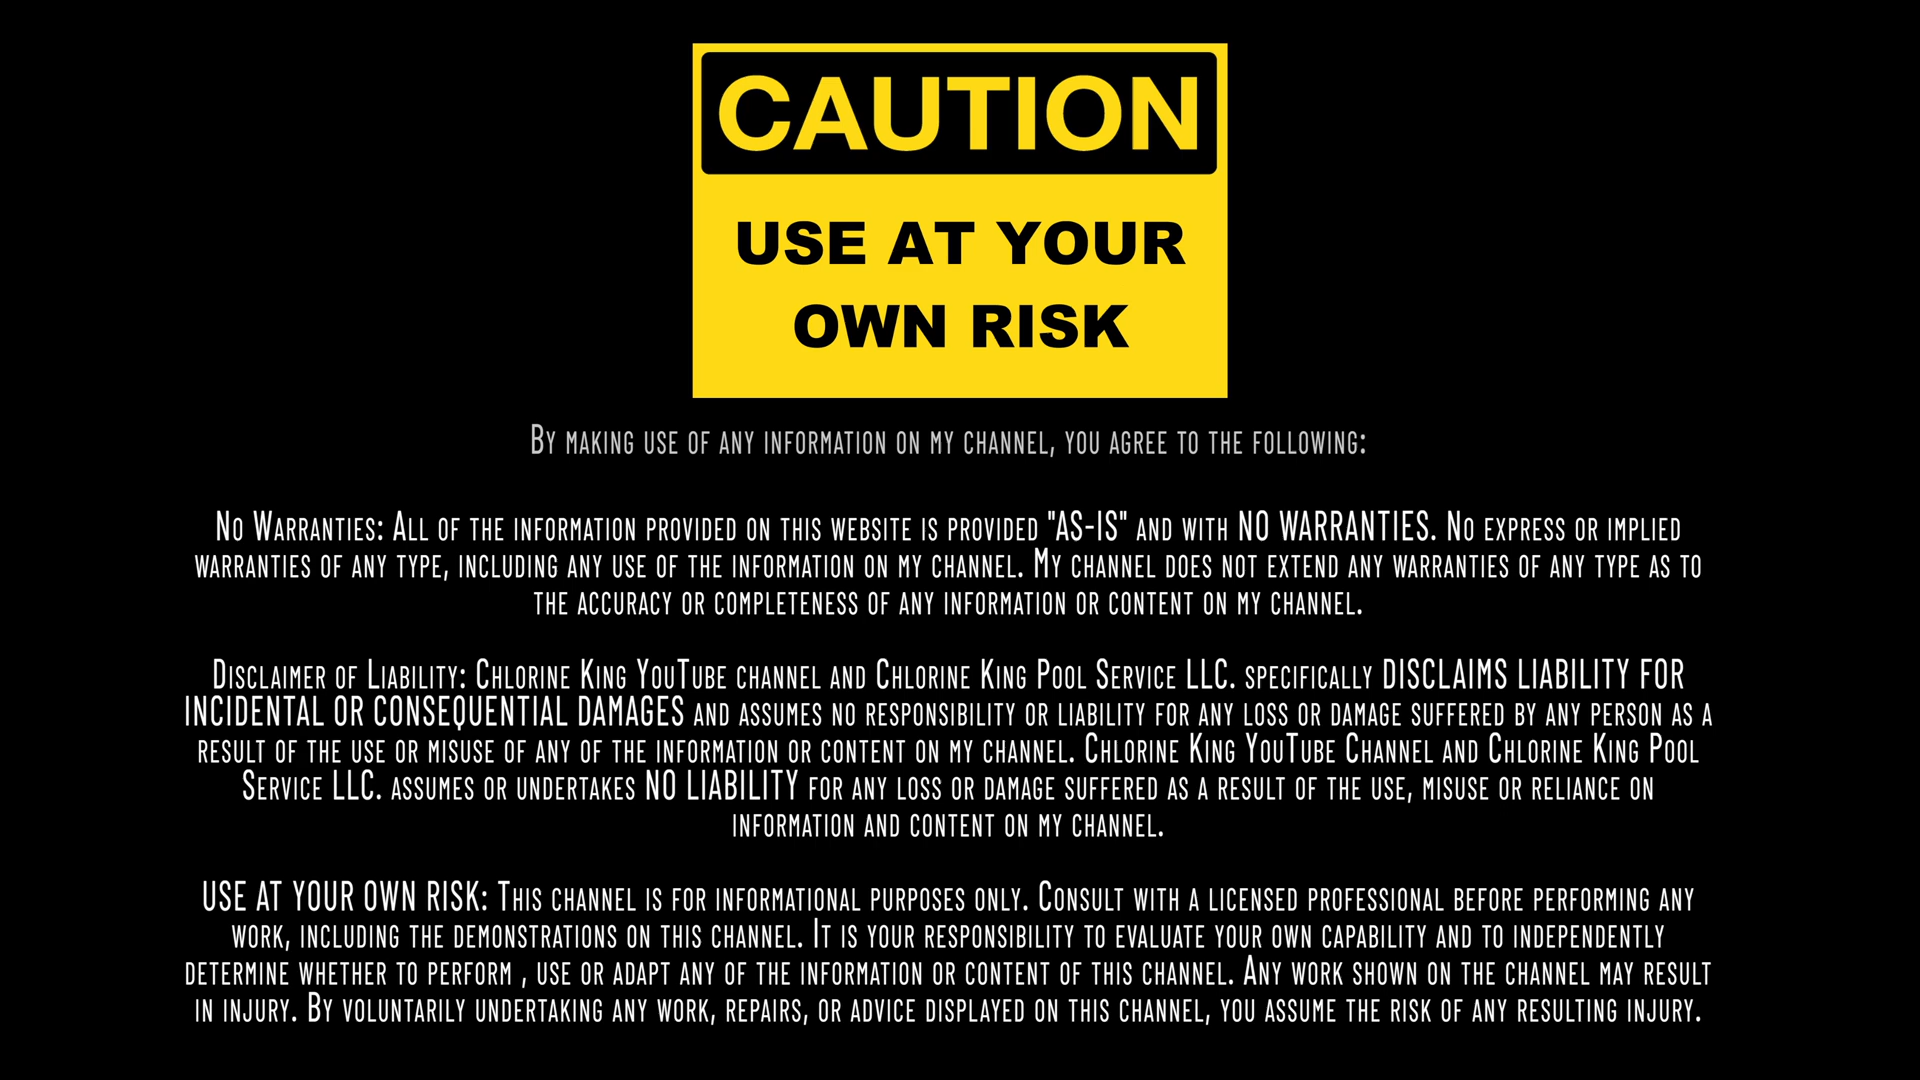 CAUTION
USE AT YOUR
OWN RISK
By making use of any information on my channel, you agree to the following:
No Warranties: All of the information provided on this website is provided "AS-IS" and with NO WARRANTIES. No express or implied
warranties of any type, including any use of the information on my channel. My channel does not extend any warranties of any type as to
the accuracy or completeness of any information or content on my channel.
Disclaimer of Liability: Chlorine King YouTube channel and Chlorine King Pool Service LLC. specifically DISCLAIMS LIABILITY FOR
INCIDENTAL OR CONSEQUENTIAL DAMAGES and assumes no responsibility or liability for any loss or damage suffered by any person as a
result of the use or misuse of any of the information or content on my channel. Chlorine King YouTube Channel and Chlorine King Pool
Service LLC. assumes or undertakes NO LIABILITY for any loss or damage suffered as a result of the use, misuse or reliance on
information and content on my channel.
USE AT YOUR OWN RISK: This channel is for informational purposes only. Consult with a licensed professional before performing any
work, including the demonstrations on this channel. It is your responsibility to evaluate your own capability and to independently
determine whether to perform , use or adapt any of the information or content of this channel. Any work shown on the channel may result
in injury. By voluntarily undertaking any work, repairs, or advice displayed on this channel, you assume the risk of any resulting injury.